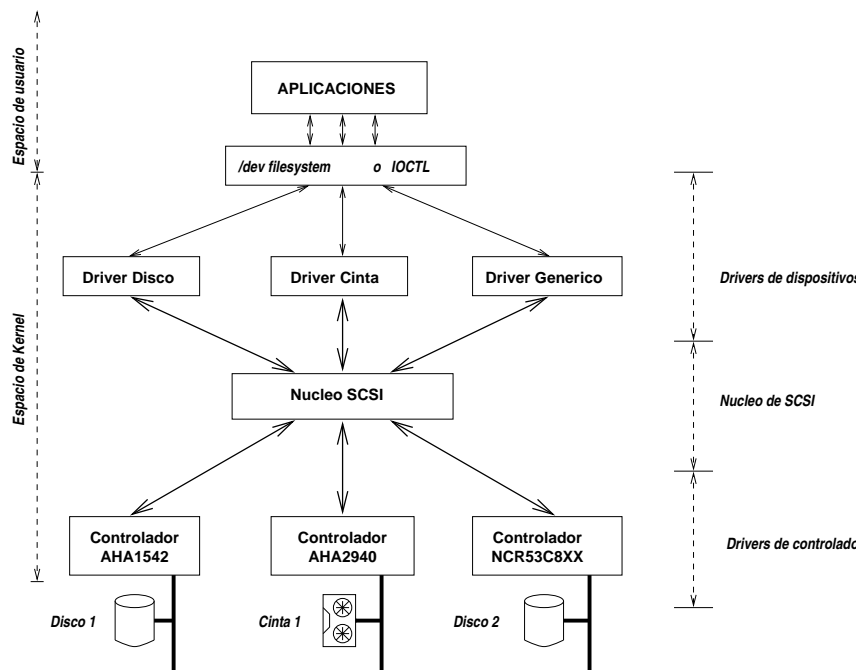 Espacio de usuario
APLICACIONES
/dev filesystem o IOCTL
Driver Disco
Driver Cinta
Driver Generico
Drivers de dispositivos
Espacio de Kernel
Nucleo SCSI
Nucleo de SCSI
Controlador
AHA1542
Controlador
AHA2940
Controlador
NCR53C8XX
Drivers de controlado
Disco 1
Cinta 1
Disco 2